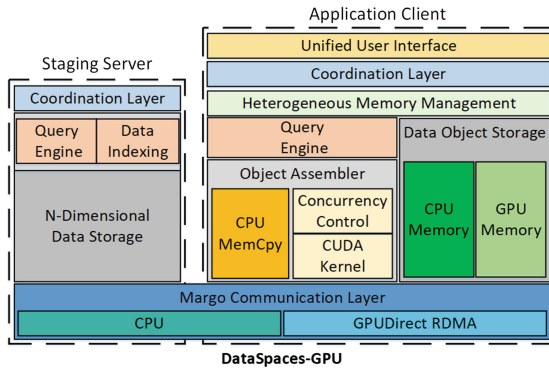 Application Client
Unified User Interface
Staging Server
Coordination Layer
Coordination Layer
Heterogeneous Memory Management
Query
Engine
Data
Indexing
Query
Engine
Data Object Storage
Object Assembler
N-Dimensional
Data Storage
CPU
MemCpy
Concurrency
Control
CUDA
Kernel
CPU
Memory
GPU
Memory
Margo Communication Layer
CPU
GPUDirect RDMA
DataSpaces-GPU